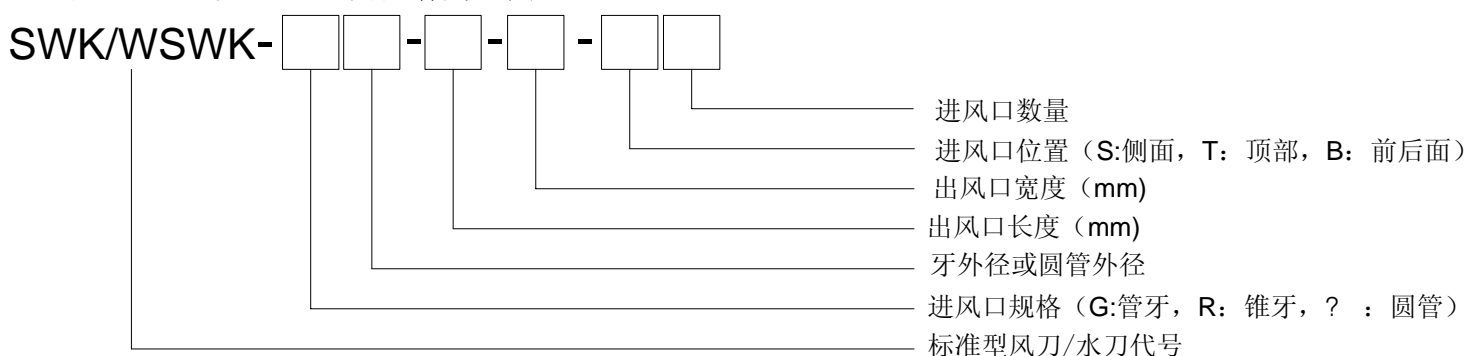 SWK/WSWK-□□-□-□-□□
进风口数量
进风口位置（S:侧面，T：顶部，B：前后面）
出风口宽度（mm)
出风口长度（mm)
牙外径或圆管外径
进风口规格（G:管牙，R：锥牙，? ：圆管）
标准型风刀/水刀代号